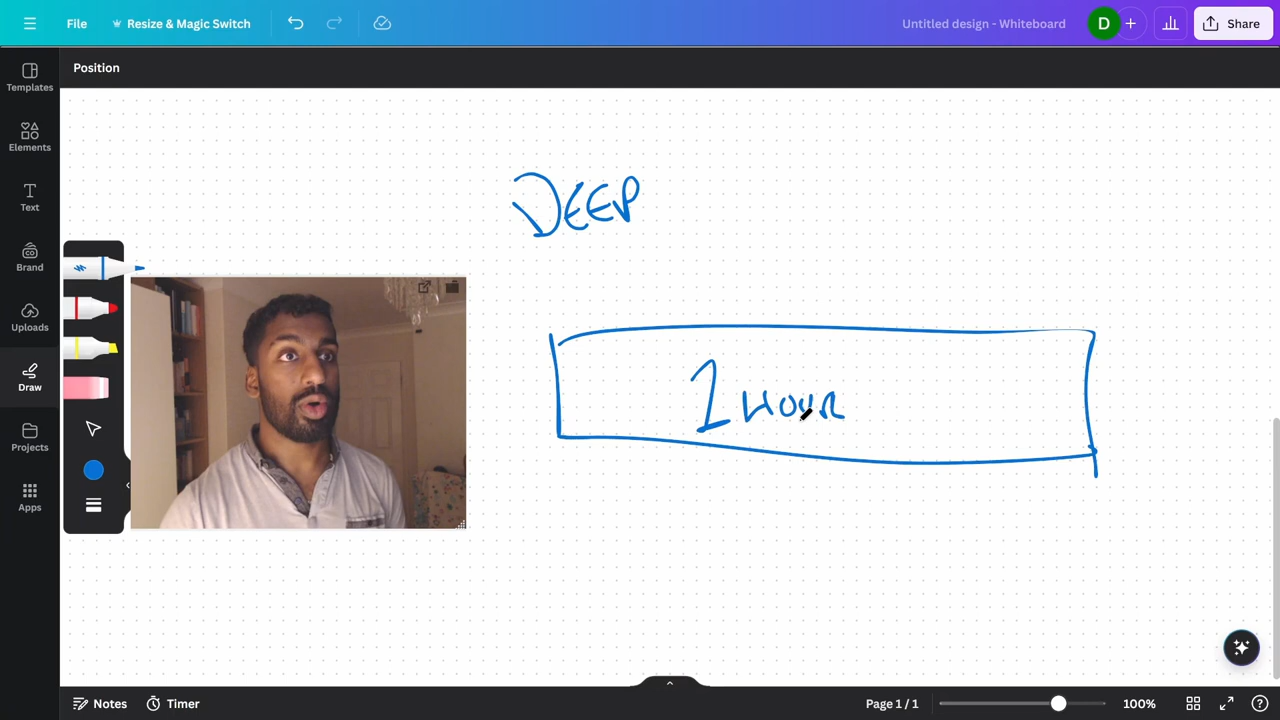 File
Resize & Magic Switch
Untitled design - Whiteboard
D
Share
Position
Templates
Elements
Text
Brand
Uploads
Draw
Projects
Apps
DEEP
1 HOUR
Notes
Timer
Page 1 / 1
100%